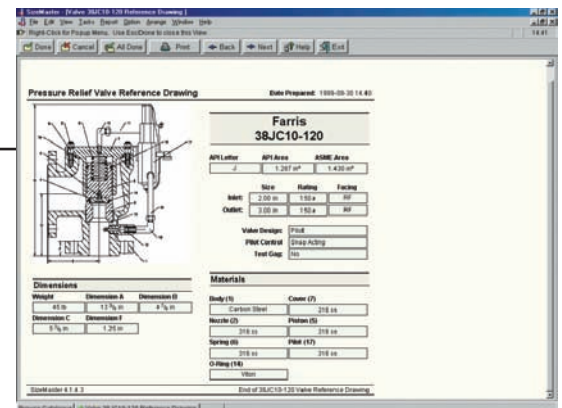 SizeMaster - [Valve 38JC10-120 Reference Drawing ]
File Edit View Tasks Report Option Arrange Window Help
Right-Click for Popup Menu. Use Esc/Done to close this View. 14:41
Done Cancel All Done Print Back Next Help Exit
Pressure Relief Valve Reference Drawing Date Prepared: 1999-09-30 14:40
Farris
38JC10-120
API Letter API Area ASME Area
J 1.287 in² 1.430 in²
Size Rating Facing
Inlet: 2.00 in 150# RF
Outlet: 3.00 in 150# RF
Valve Design: Pilot
Pilot Control Snap Acting
Test Gag: No
Dimensions
Weight Dimension A Dimension B
45 lb
Dimension C Dimension F
1.25 in
Materials
Body (1) Cover (7)
Carbon Steel 316 ss
Nozzle (2) Piston (5)
316 ss 316 ss
Spring (6) Pilot (17)
316 ss 316 ss
O-Ring (14)
Viton
SizeMaster 4.1.4.3 End of 38JC10-120 Valve Reference Drawing